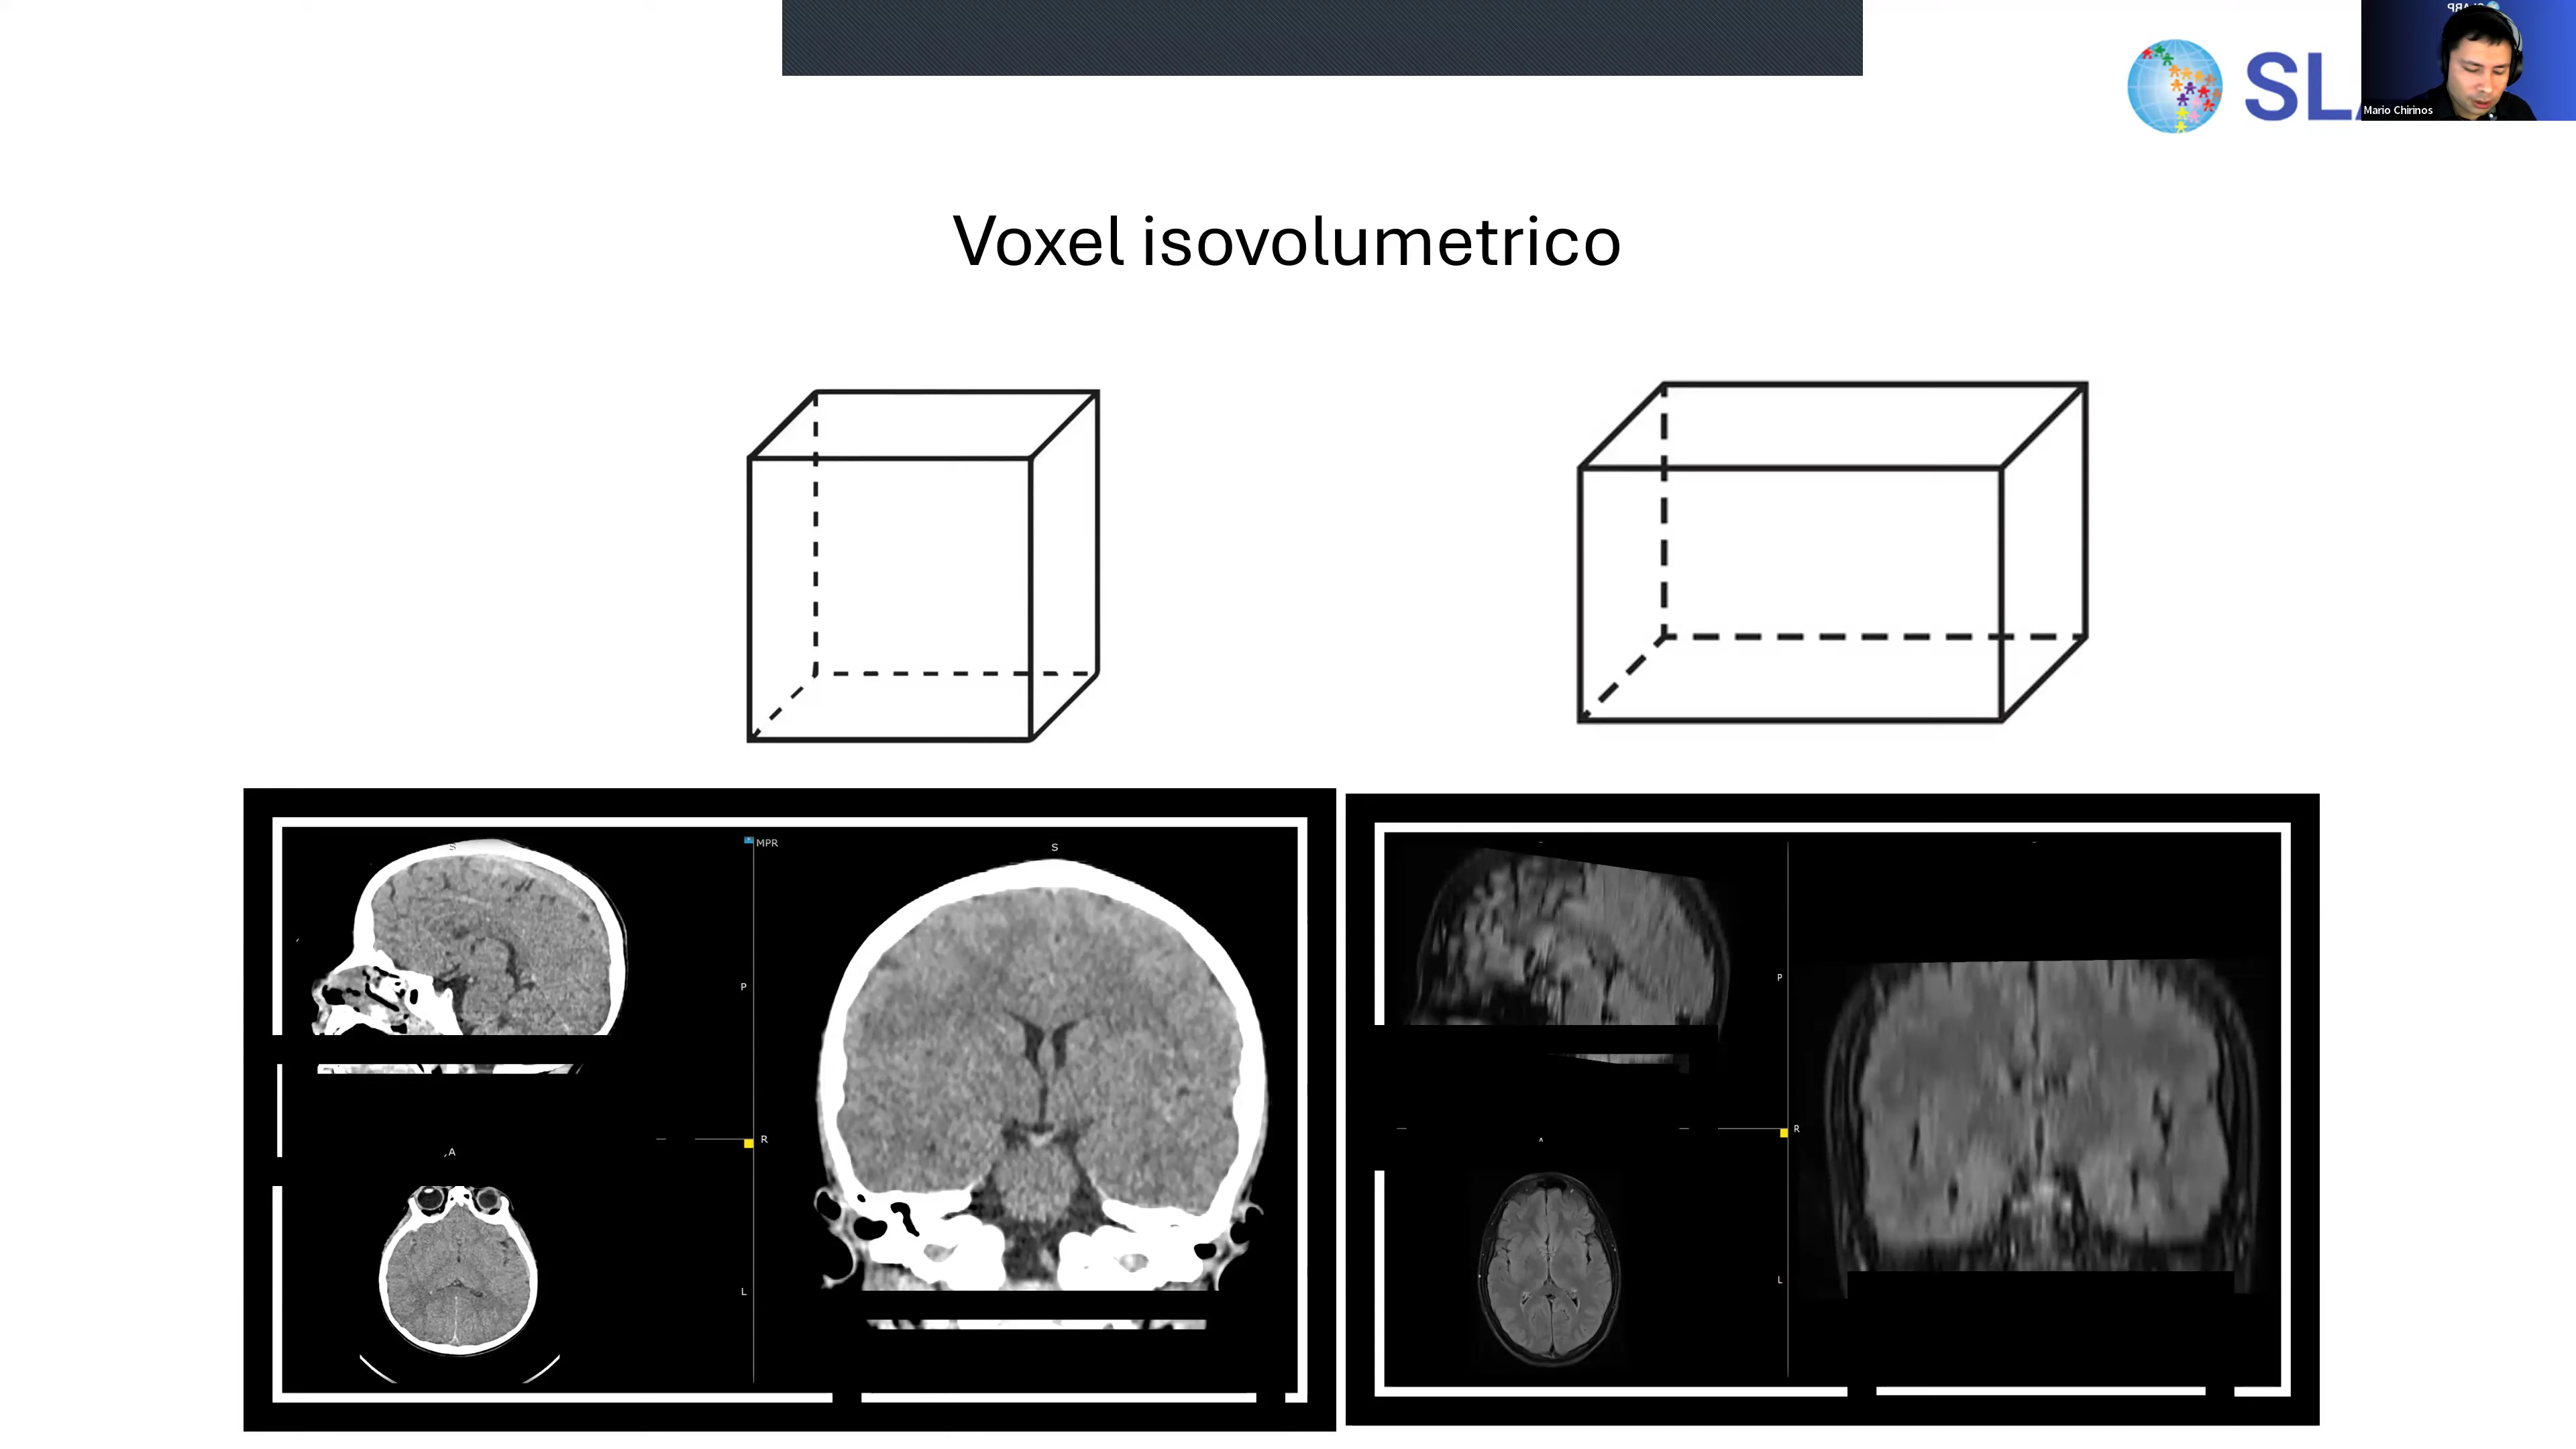 SL
Mario Chirinos
Voxel isovolumetrico
S
MPR
S
P
P
R
R
A
A
L
L